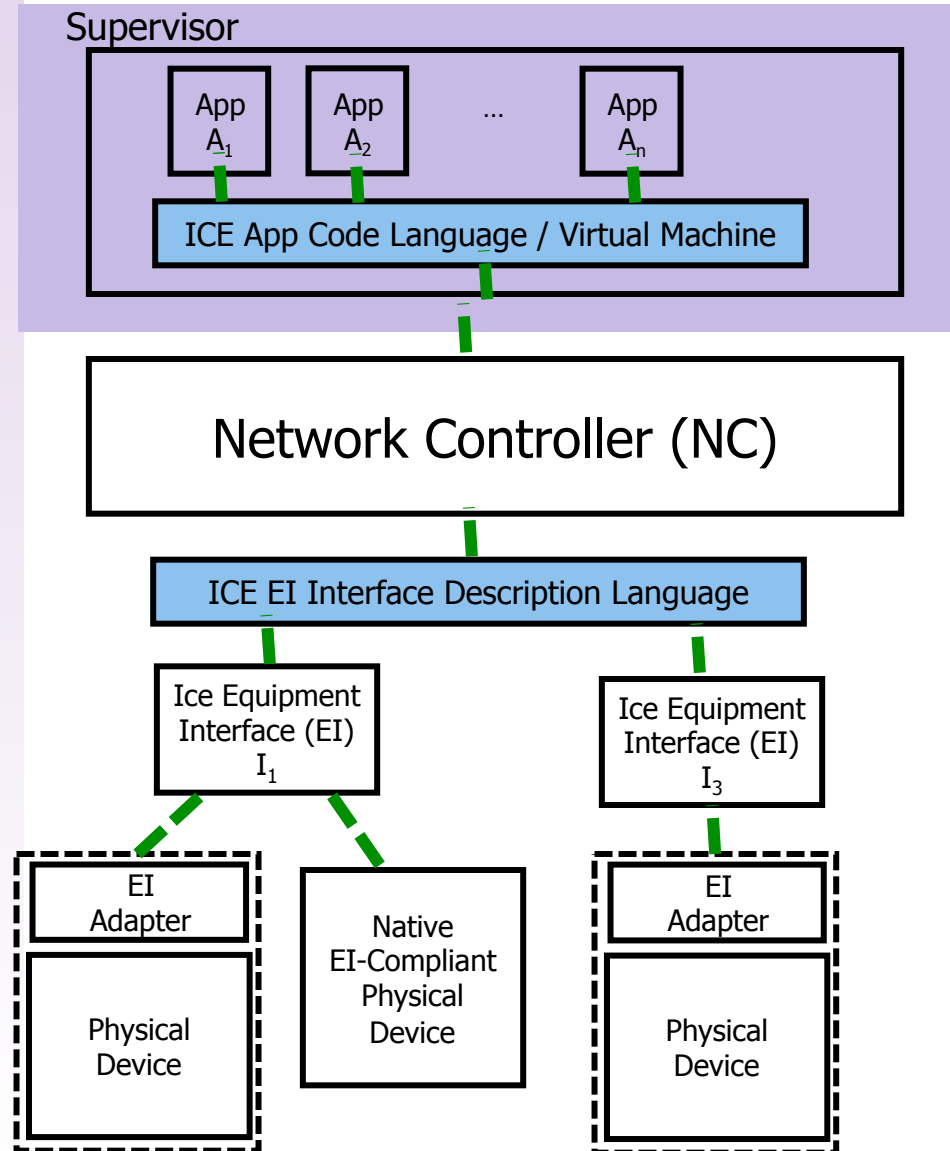 Supervisor
App
A₁
App
A₂
...
App
Aₙ
ICE App Code Language / Virtual Machine
Network Controller (NC)
ICE EI Interface Description Language
Ice Equipment
Interface (EI)
I₁
Ice Equipment
Interface (EI)
I₃
EI
Adapter
Physical
Device
Native
EI-Compliant
Physical
Device
EI
Adapter
Physical
Device